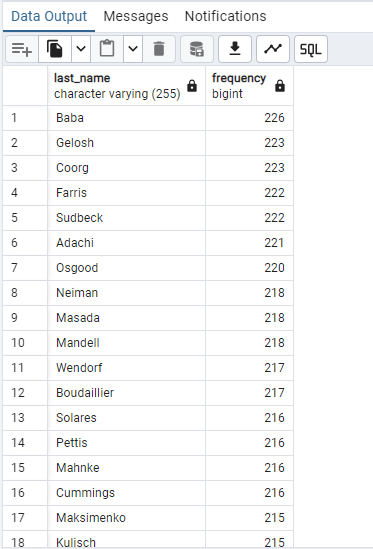 Data Output Messages Notifications
SQL
last_name frequency
character varying (255) bigint
1 Baba 226
2 Gelosh 223
3 Coorg 223
4 Farris 222
5 Sudbeck 222
6 Adachi 221
7 Osgood 220
8 Neiman 218
9 Masada 218
10 Mandell 218
11 Wendorf 217
12 Boudaillier 217
13 Solares 216
14 Pettis 216
15 Mahnke 216
16 Cummings 216
17 Maksimenko 215
18 Kulisch 215